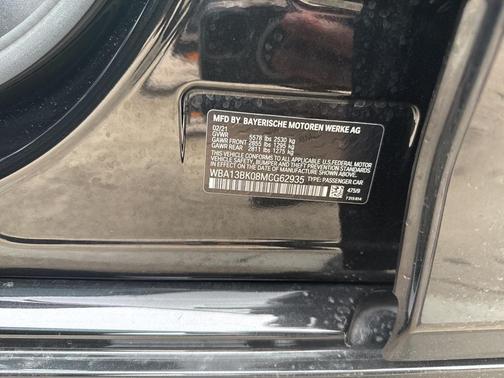 MFD BY BAYERISCHE MOTOREN WERKE AG
02/21
GVWR 5578 lbs 2530 kg
GAWR FRONT 2855 lbs 1295 kg
GAWR REAR 2811 lbs 1275 kg
THIS VEHICLE CONFORMS TO ALL APPLICABLE U.S.FEDERAL MOTOR
VEHICLE SAFETY, BUMPER AND THEFT PREVENTION STANDARDS
IN EFFECT ON THE DATE OF MANUFACTURE SHOWN ABOVE.
WBA13BK08MCG62935 TYPE: PASSENGER CAR
475/9